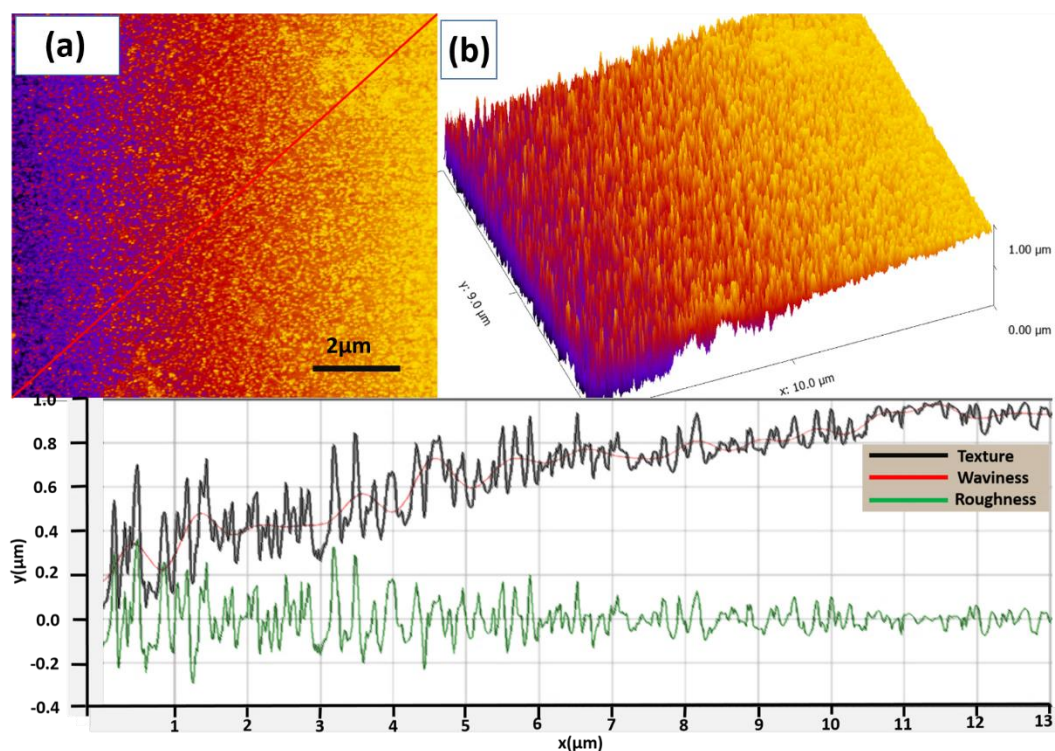 (a)
2μm
(b)
y: 9.0 μm
x: 10.0 μm
1.00 μm
0.00 μm
1.0
0.8
0.6
0.4
0.2
0.0
-0.2
-0.4
y(μm)
Texture
Waviness
Roughness
1 2 3 4 5 6 7 8 9 10 11 12 13
x(μm)